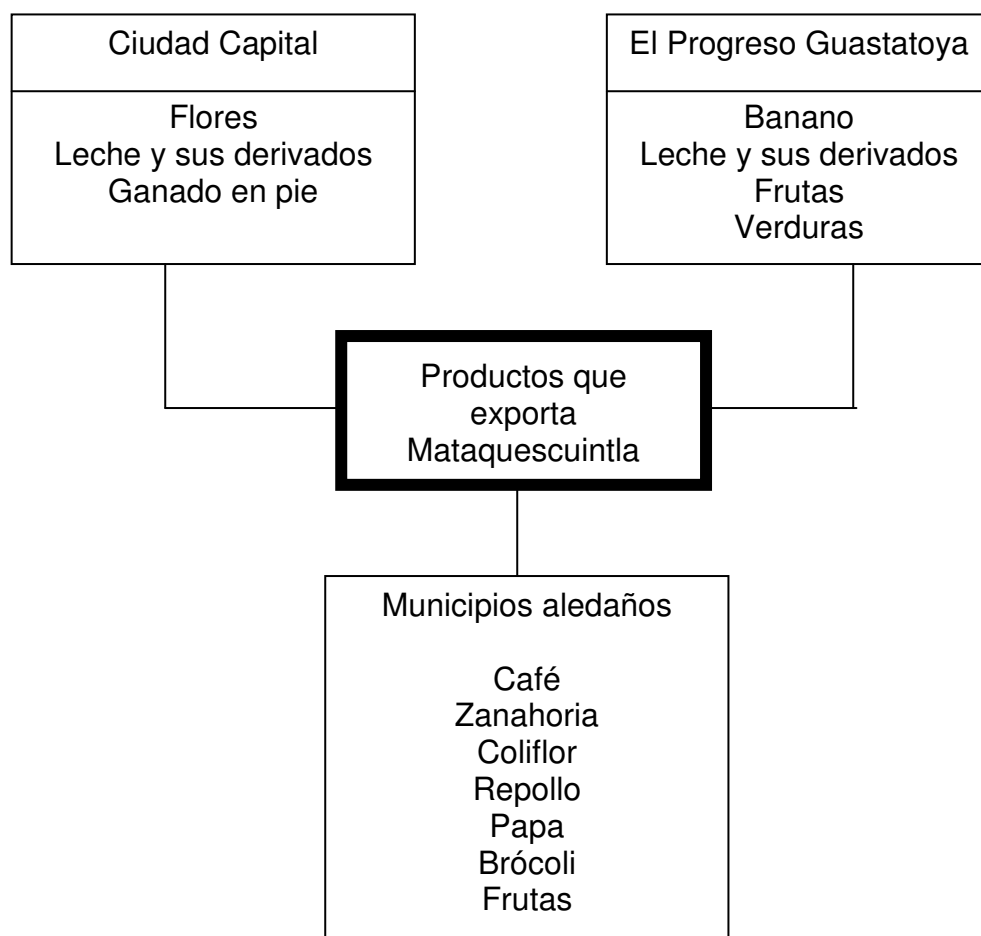 Ciudad Capital
Flores
Leche y sus derivados
Ganado en pie
El Progreso Guastatoya
Banano
Leche y sus derivados
Frutas
Verduras
Productos que
exporta
Mataquescuintla
Municipios aledaños
Café
Zanahoria
Coliflor
Repollo
Papa
Brócoli
Frutas